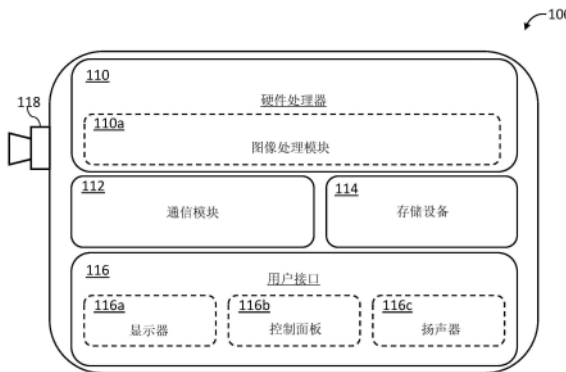 100
118
110
硬件处理器
110a
图像处理模块
112
通信模块
114
存储设备
116
用户接口
116a
显示器
116b
控制面板
116c
扬声器